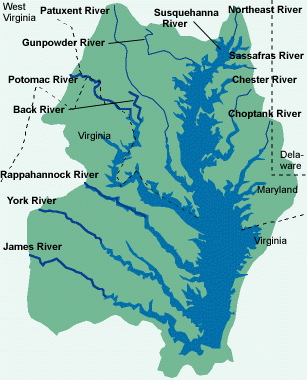 West
Virginia
Patuxent River
Susquehanna
River
Northeast River
Gunpowder River
Sassafras River
Potomac River
Chester River
Back River
Choptank River
Virginia
Dela-
ware
Rappahannock River
Maryland
York River
Virginia
James River